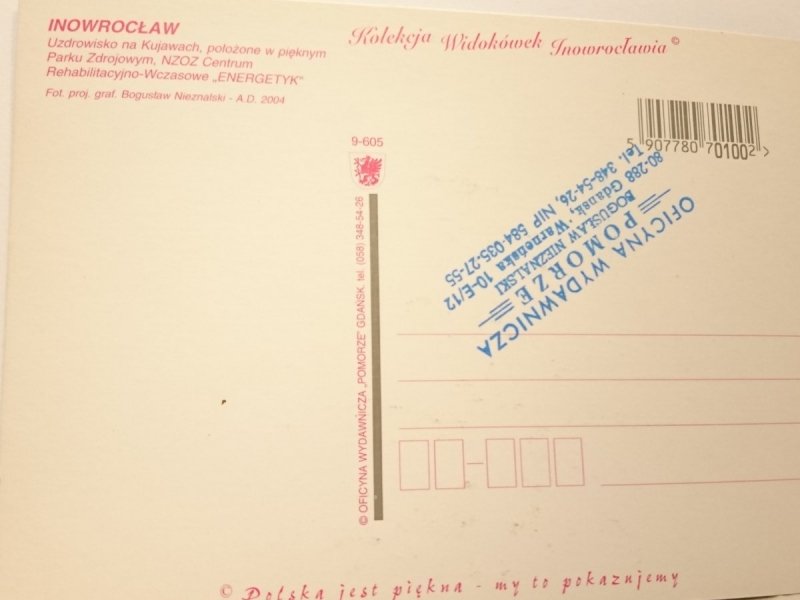 INOWROCŁAW
Uzdrowisko na Kujawach, położone w pięknym
Parku Zdrojowym, NZOZ Centrum
Rehabilitacyjno-Wczasowe „ENERGETYK"
Fot. proj. graf. Bogusław Nieznalski - A.D. 2004
Kolekcja Widokówek Inowrocławia ©
5 907780 701002 >
9-605
© OFICYNA WYDAWNICZA „POMORZE" GDAŃSK. tel. (058) 348-54-26
OFICYNA WYDAWNICZA
POMORZE
BOGUSŁAW NIEZNALSKI
80-288 Gdańsk, Warneńska 10-E/12
Tel. 348-54-26, NIP 584-035-27-55
© Polska jest piękna - my to pokazujemy